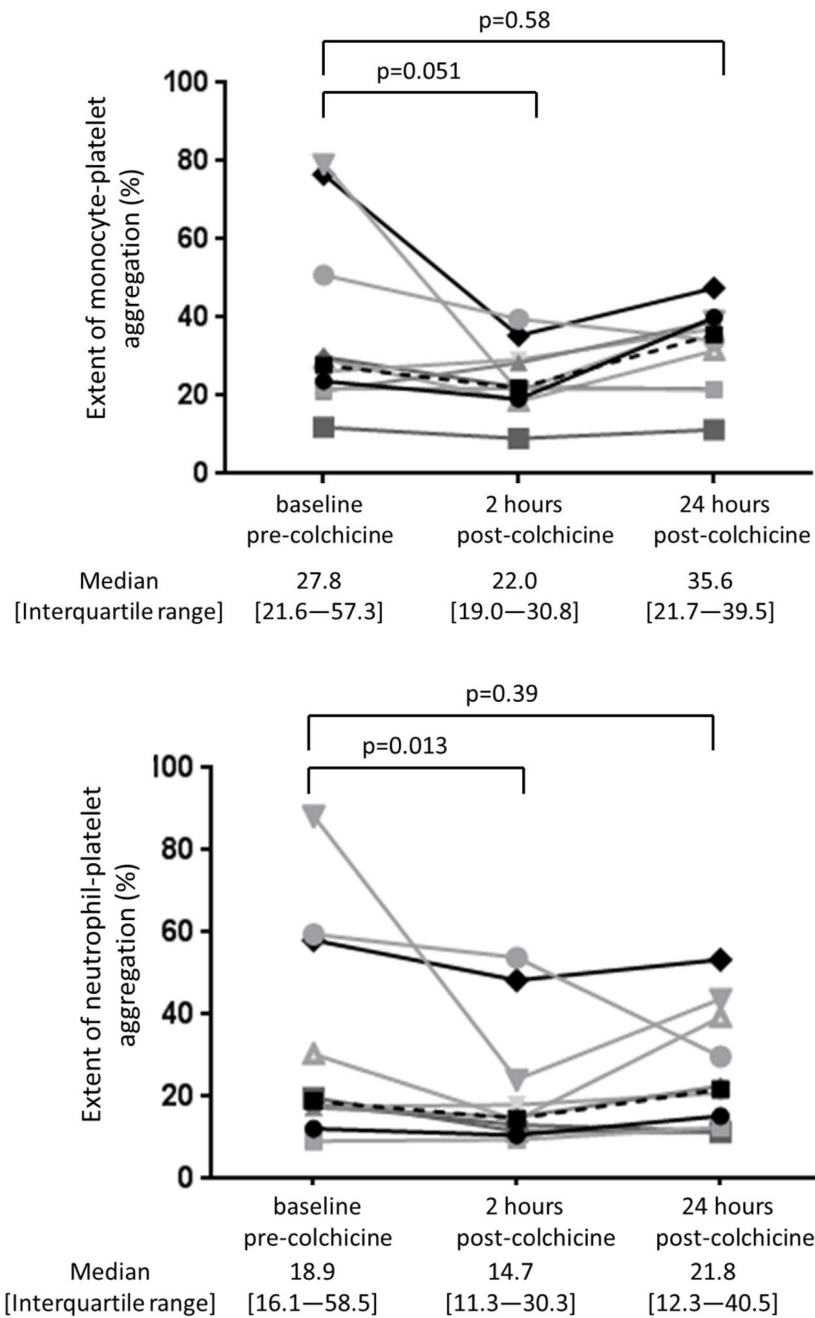 p=0.58
p=0.051
Extent of monocyte-platelet
aggregation (%)
100
80
60
40
20
0
baseline 2 hours 24 hours
pre-colchicine post-colchicine post-colchicine
Median 27.8 22.0 35.6
[Interquartile range] [21.6—57.3] [19.0—30.8] [21.7—39.5]
p=0.39
p=0.013
Extent of neutrophil-platelet
aggregation (%)
100
80
60
40
20
0
baseline 2 hours 24 hours
pre-colchicine post-colchicine post-colchicine
Median 18.9 14.7 21.8
[Interquartile range] [16.1—58.5] [11.3—30.3] [12.3—40.5]